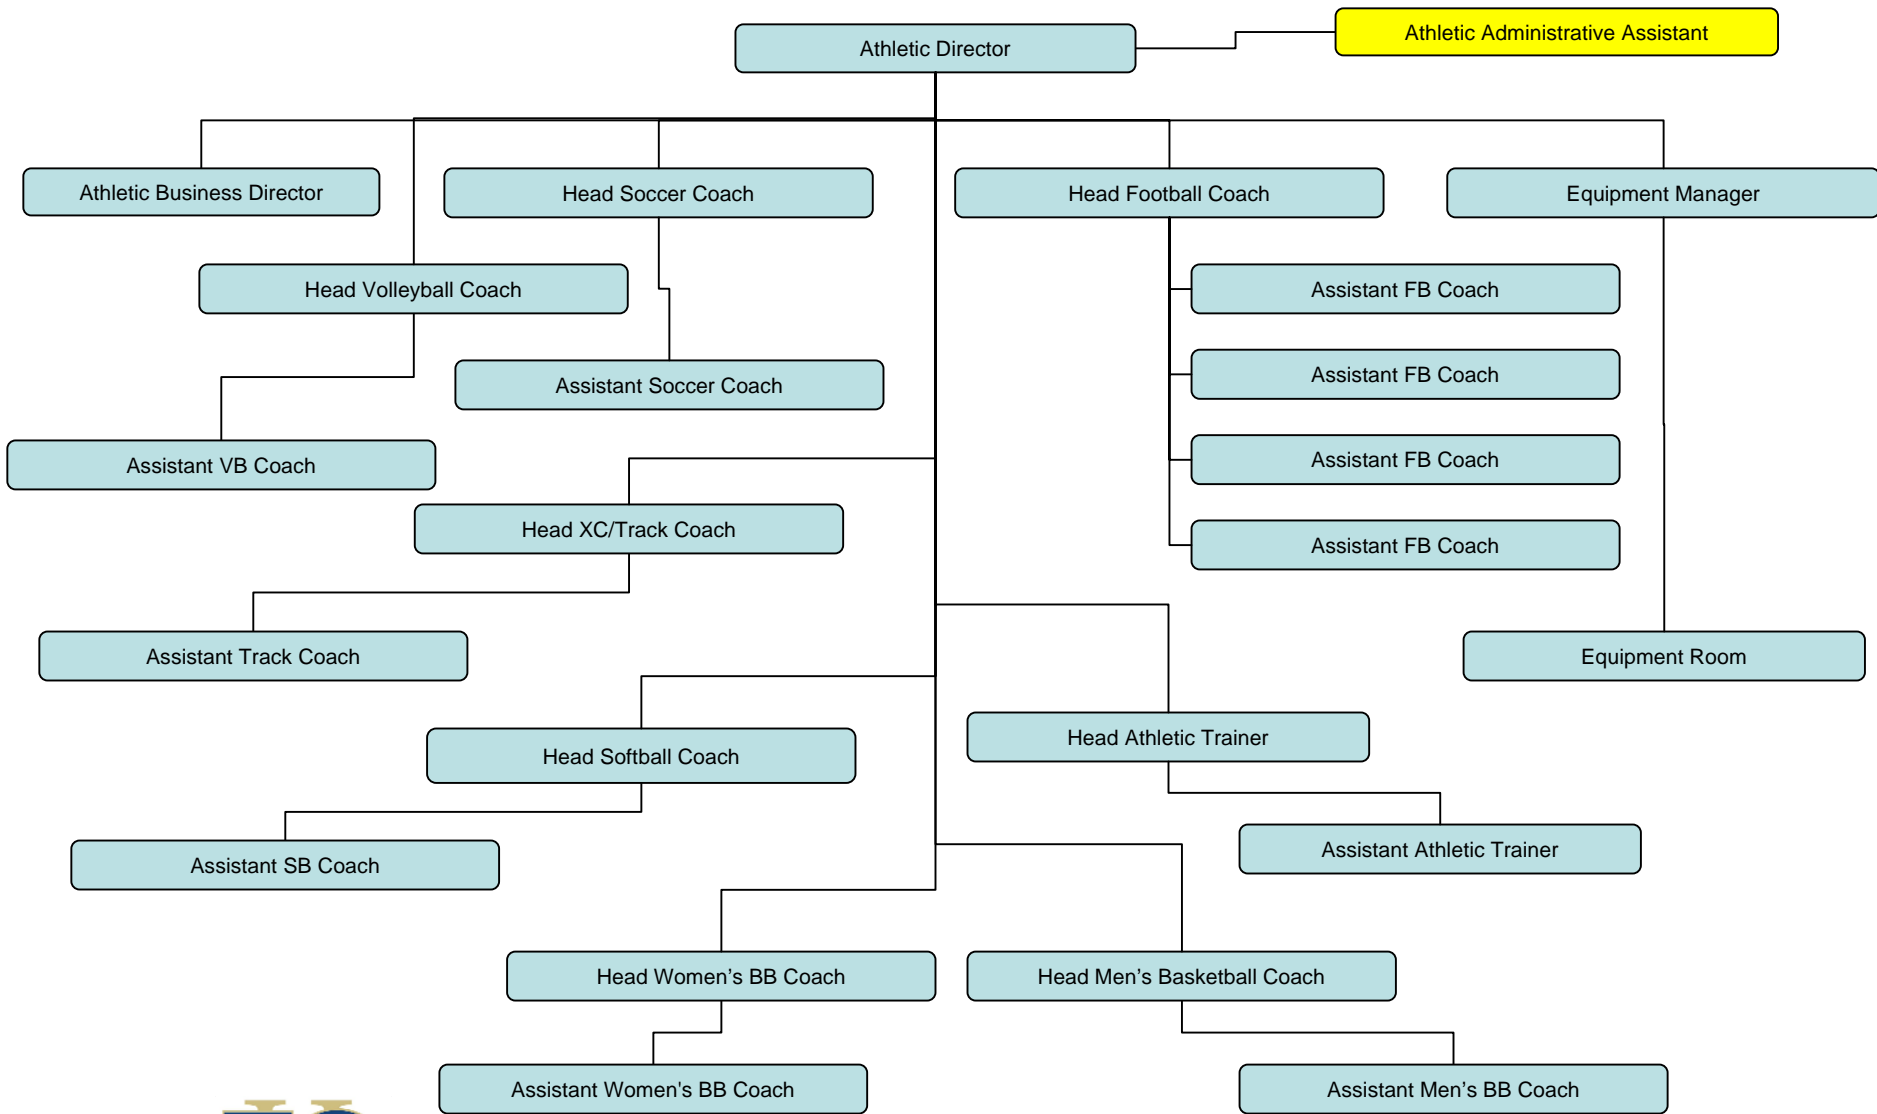 Athletic Director
Athletic Administrative Assistant
Athletic Business Director
Head Soccer Coach
Head Football Coach
Equipment Manager
Head Volleyball Coach
Assistant FB Coach
Assistant Soccer Coach
Assistant FB Coach
Assistant VB Coach
Assistant FB Coach
Head XC/Track Coach
Assistant FB Coach
Assistant Track Coach
Equipment Room
Head Softball Coach
Head Athletic Trainer
Assistant SB Coach
Assistant Athletic Trainer
Head Women’s BB Coach
Head Men’s Basketball Coach
Assistant Women's BB Coach
Assistant Men’s BB Coach